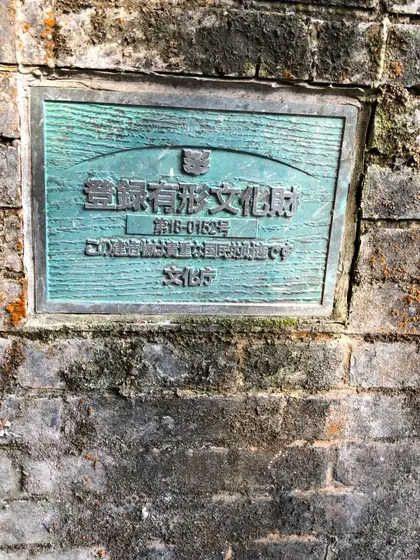 登録有形文化財
第18-0152号
この建造物は貴重な国民的財産です
文化庁